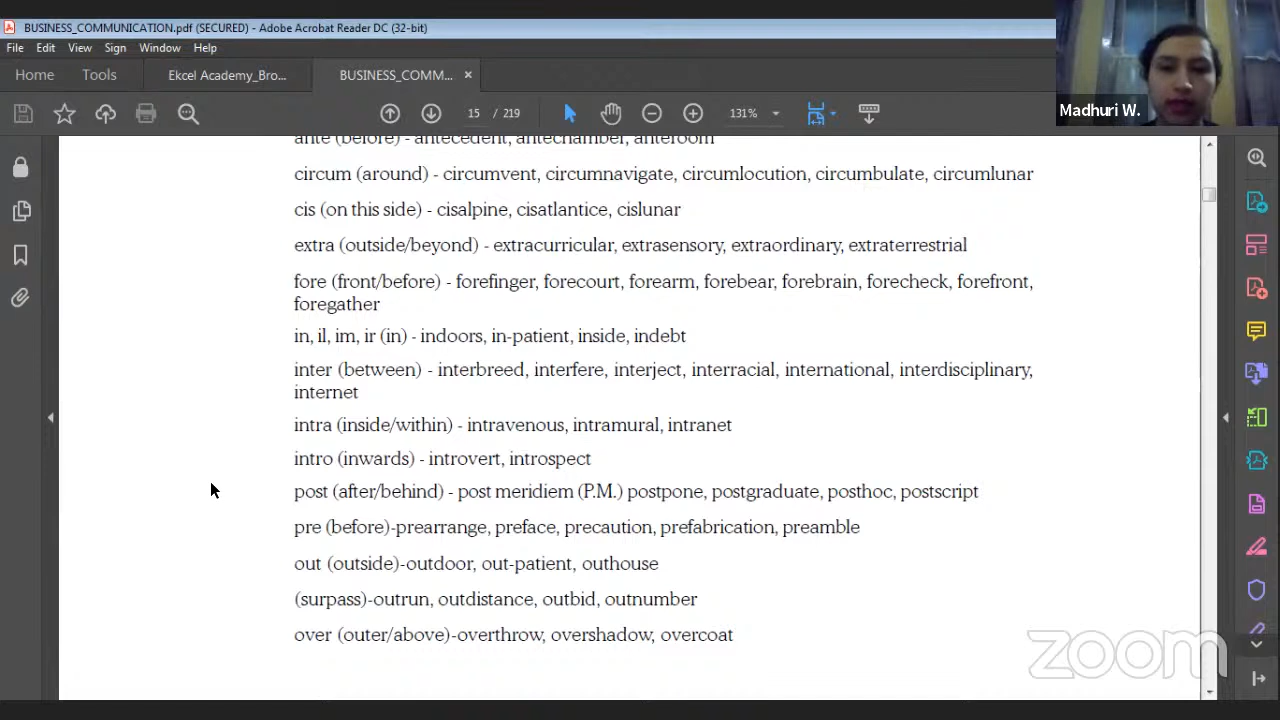 BUSINESS_COMMUNICATION.pdf (SECURED) - Adobe Acrobat Reader DC (32-bit)
File Edit View Sign Window Help
Home Tools Ekcel Academy_Bro... BUSINESS_COMM... ×
15 / 219 131%
Madhuri W.
ante (before) - antecedent, antechamber, anteroom
circum (around) - circumvent, circumnavigate, circumlocution, circumbulate, circumlunar
cis (on this side) - cisalpine, cisatlantice, cislunar
extra (outside/beyond) - extracurricular, extrasensory, extraordinary, extraterrestrial
fore (front/before) - forefinger, forecourt, forearm, forebear, forebrain, forecheck, forefront,
foregather
in, il, im, ir (in) - indoors, in-patient, inside, indebt
inter (between) - interbreed, interfere, interject, interracial, international, interdisciplinary,
internet
intra (inside/within) - intravenous, intramural, intranet
intro (inwards) - introvert, introspect
post (after/behind) - post meridiem (P.M.) postpone, postgraduate, posthoc, postscript
pre (before)-prearrange, preface, precaution, prefabrication, preamble
out (outside)-outdoor, out-patient, outhouse
(surpass)-outrun, outdistance, outbid, outnumber
over (outer/above)-overthrow, overshadow, overcoat
zoom